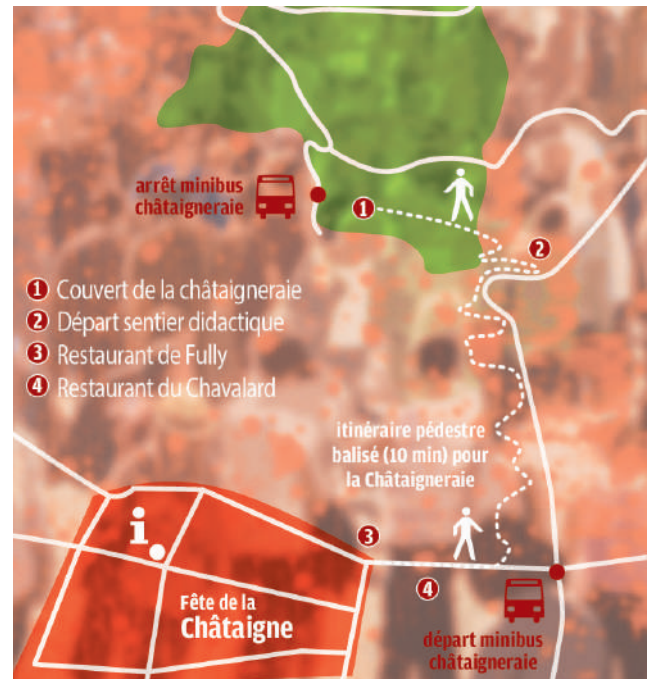 arrêt minibus
châtaigneraie
1
2
1 Couvert de la châtaigneraie
2 Départ sentier didactique
3 Restaurant de Fully
4 Restaurant du Chavalard
itinéraire pédestre
balisé (10 min) pour
la Châtaigneraie
i
3
4
Fête de la
Châtaigne
départ minibus
châtaigneraie